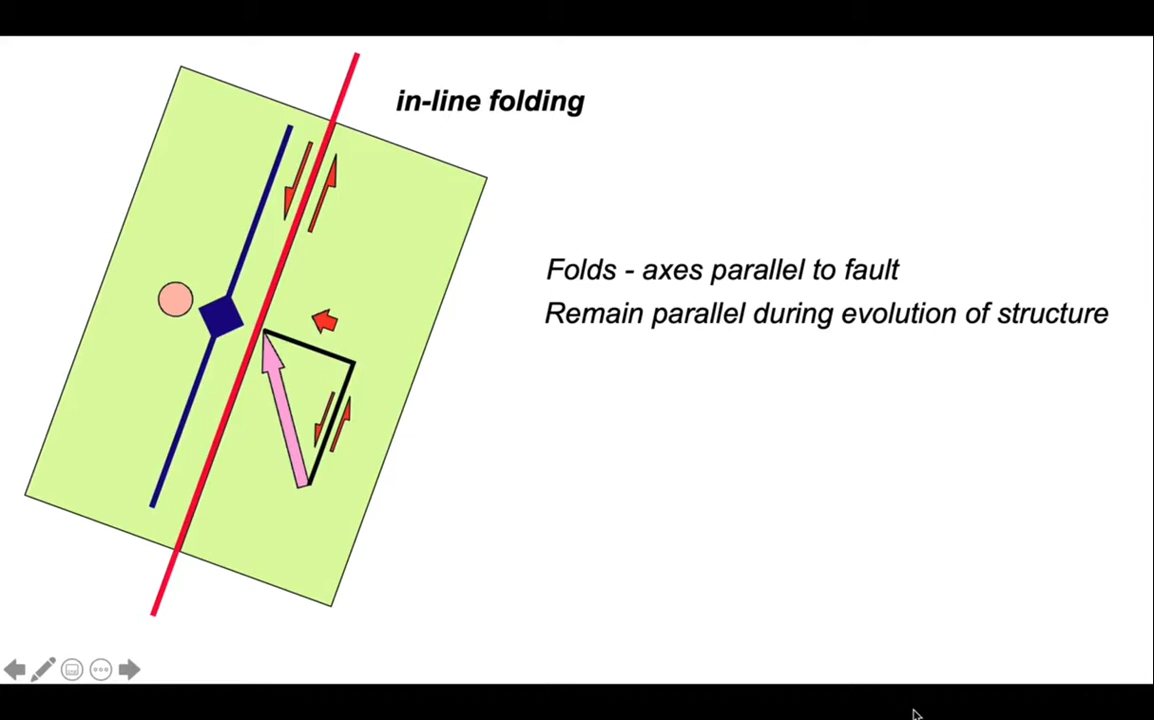 in-line folding
Folds - axes parallel to fault
Remain parallel during evolution of structure